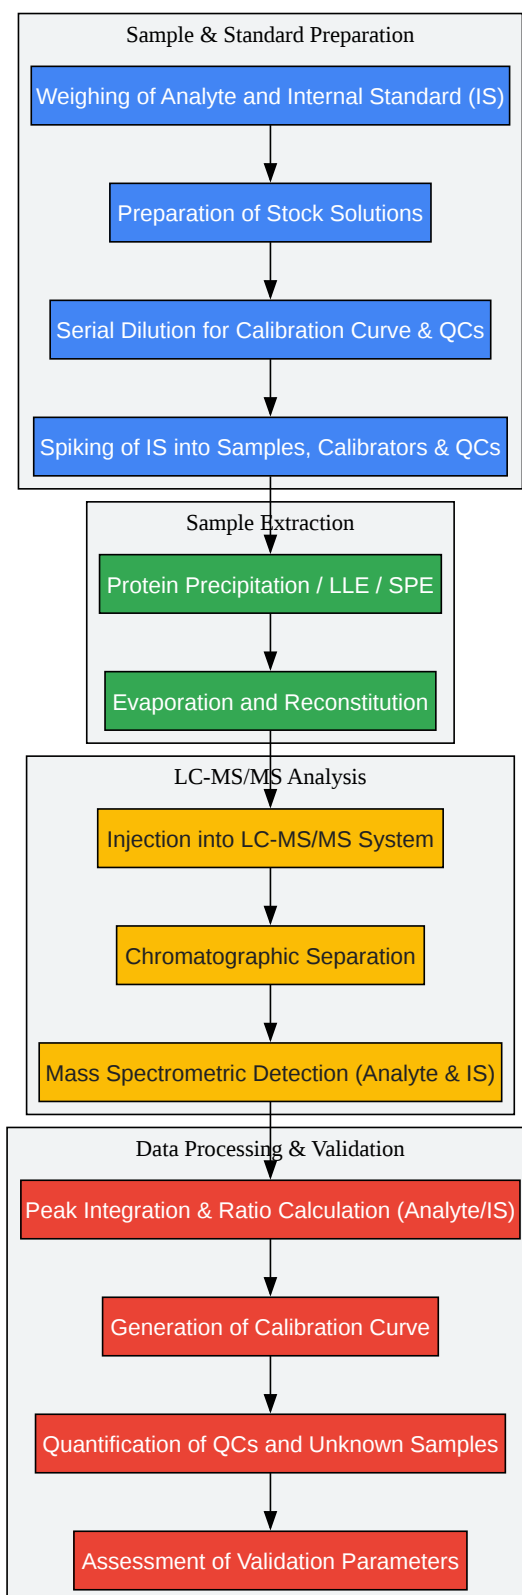 Sample & Standard Preparation
Weighing of Analyte and Internal Standard (IS)
Preparation of Stock Solutions
Serial Dilution for Calibration Curve & QCs
Spiking of IS into Samples, Calibrators & QCs
Sample Extraction
Protein Precipitation / LLE / SPE
Evaporation and Reconstitution
LC-MS/MS Analysis
Injection into LC-MS/MS System
Chromatographic Separation
Mass Spectrometric Detection (Analyte & IS)
Data Processing & Validation
Peak Integration & Ratio Calculation (Analyte/IS)
Generation of Calibration Curve
Quantification of QCs and Unknown Samples
Assessment of Validation Parameters